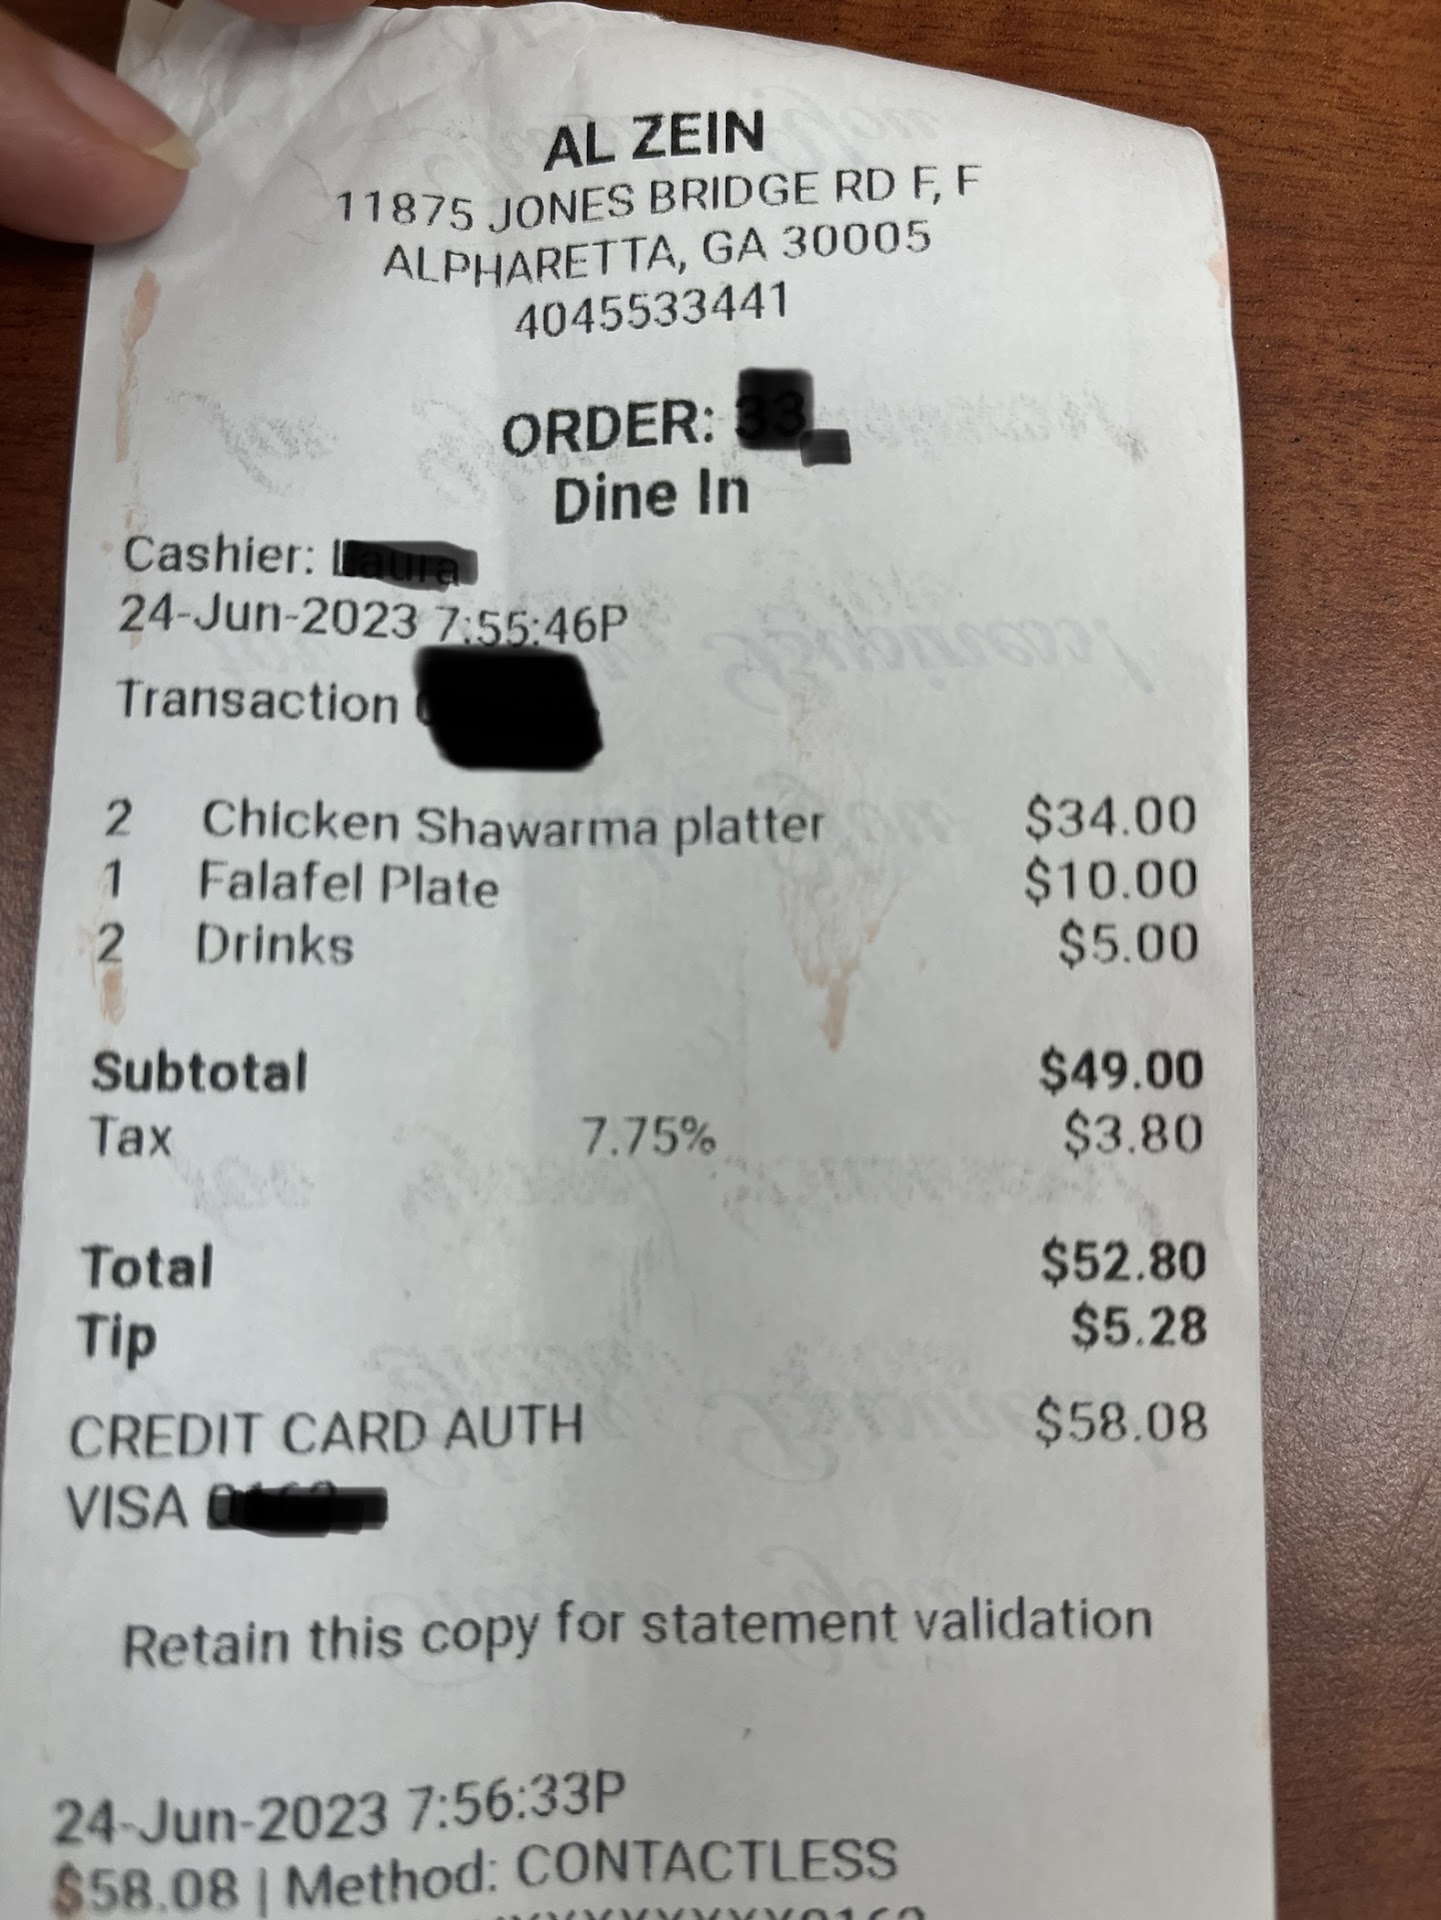 AL ZEIN
11875 JONES BRIDGE RD F, F
ALPHARETTA, GA 30005
4045533441
ORDER:
Dine In
Cashier:
24-Jun-2023 7:55:46P
Transaction
2 Chicken Shawarma platter $34.00
1 Falafel Plate $10.00
2 Drinks $5.00
Subtotal $49.00
Tax 7.75% $3.80
Total $52.80
Tip $5.28
CREDIT CARD AUTH $58.08
VISA
Retain this copy for statement validation
24-Jun-2023 7:56:33P
$58.08 | Method: CONTACTLESS